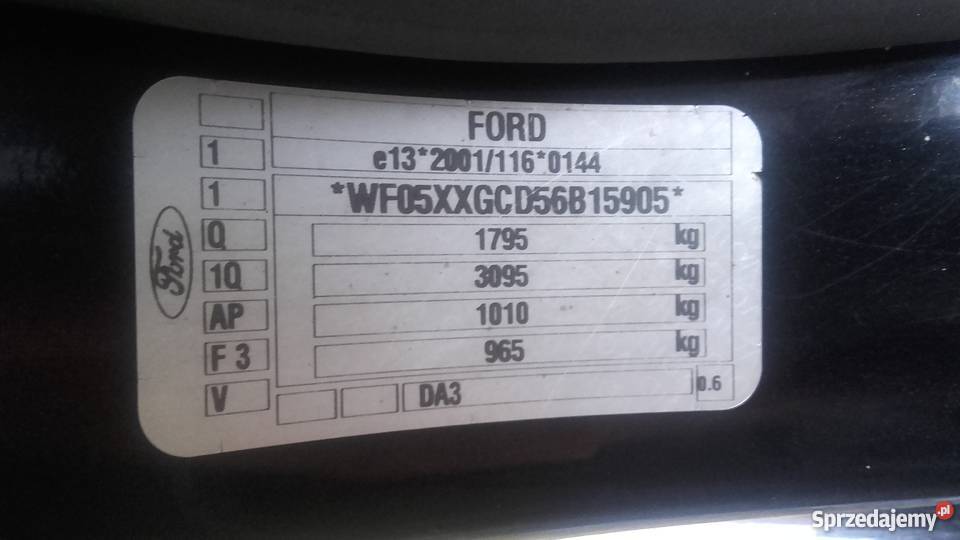 FORD
1
e13*2001/116*0144
1
*WF05XXGCD56B15905*
Q
1795 kg
1Q
3095 kg
AP
1010 kg
F 3
965 kg
V
DA3
0.6
Ford
Sprzedajemy.pl